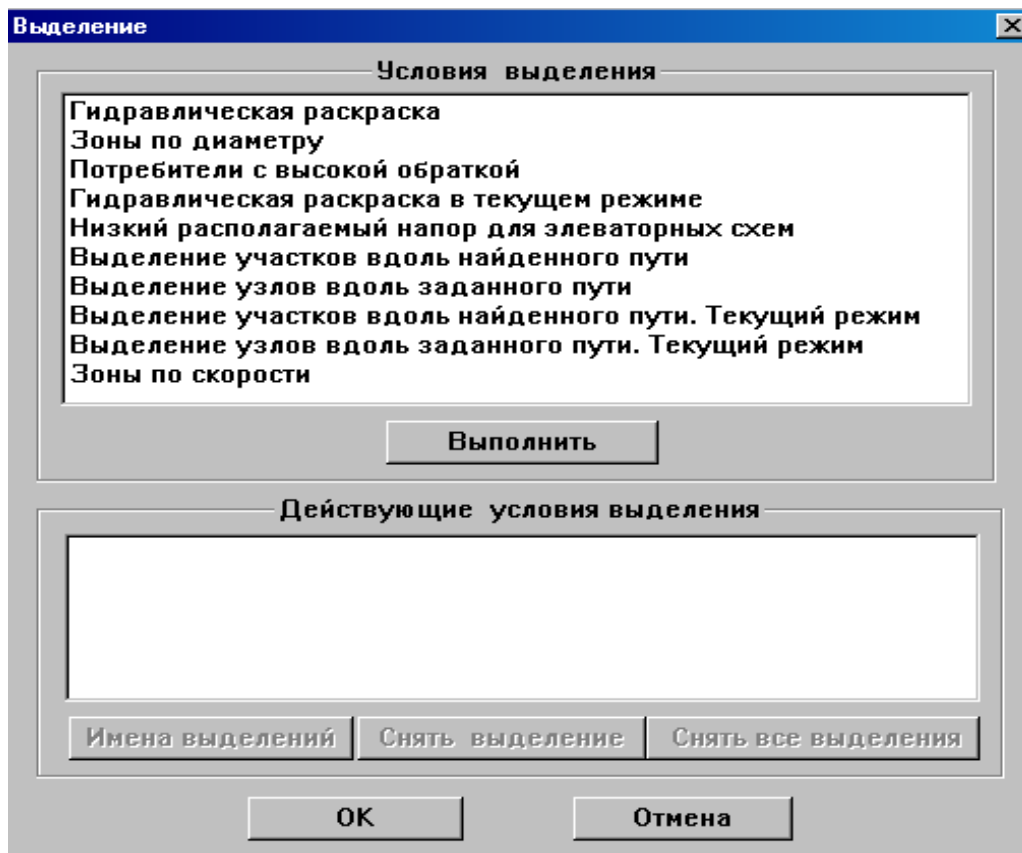 Выделение
Условия выделения
Гидравлическая раскраска
Зоны по диаметру
Потребители с высокой обраткой
Гидравлическая раскраска в текущем режиме
Низкий располагаемый напор для элеваторных схем
Выделение участков вдоль найденного пути
Выделение узлов вдоль заданного пути
Выделение участков вдоль найденного пути. Текущий режим
Выделение узлов вдоль заданного пути. Текущий режим
Зоны по скорости
Выполнить
Действующие условия выделения
Имена выделений Снять выделение Снять все выделения
OK Отмена